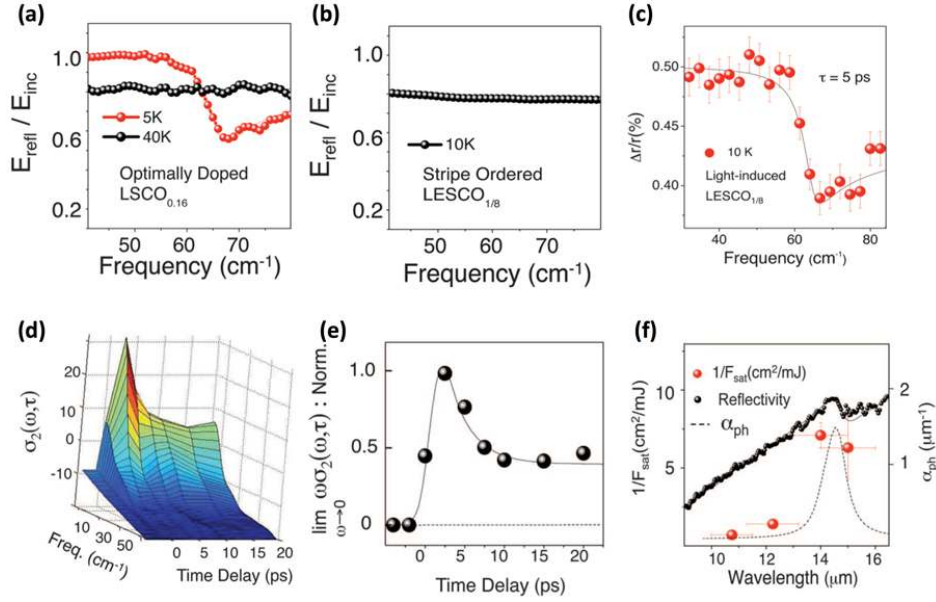 (a)
1.0
0.6
0.2
E_refl / E_inc
5K
40K
Optimally Doped
LSCO_0.16
50 60 70
Frequency (cm⁻¹)
(b)
1.0
0.6
0.2
E_refl / E_inc
10K
Stripe Ordered
LESCO_1/8
50 60 70
Frequency (cm⁻¹)
(c)
0.50
0.45
0.40
Δr/r(%)
τ = 5 ps
10 K
Light-induced
LESCO_1/8
40 60 80
Frequency (cm⁻¹)
(d)
20
10
0
-10
σ₂(ω,τ)
10
30
50
Freq. (cm⁻¹)
0 5 10 15 20
Time Delay (ps)
(e)
1.0
0.5
0
lim ωσ₂(ω,τ) : Norm.
ω→0
0 5 10 15 20
Time Delay (ps)
(f)
10
5
1/F_sat(cm²/mJ)
1/F_sat(cm²/mJ)
Reflectivity
α_ph
2
1
α_ph
10 12 14 16
Wavelength (μm)